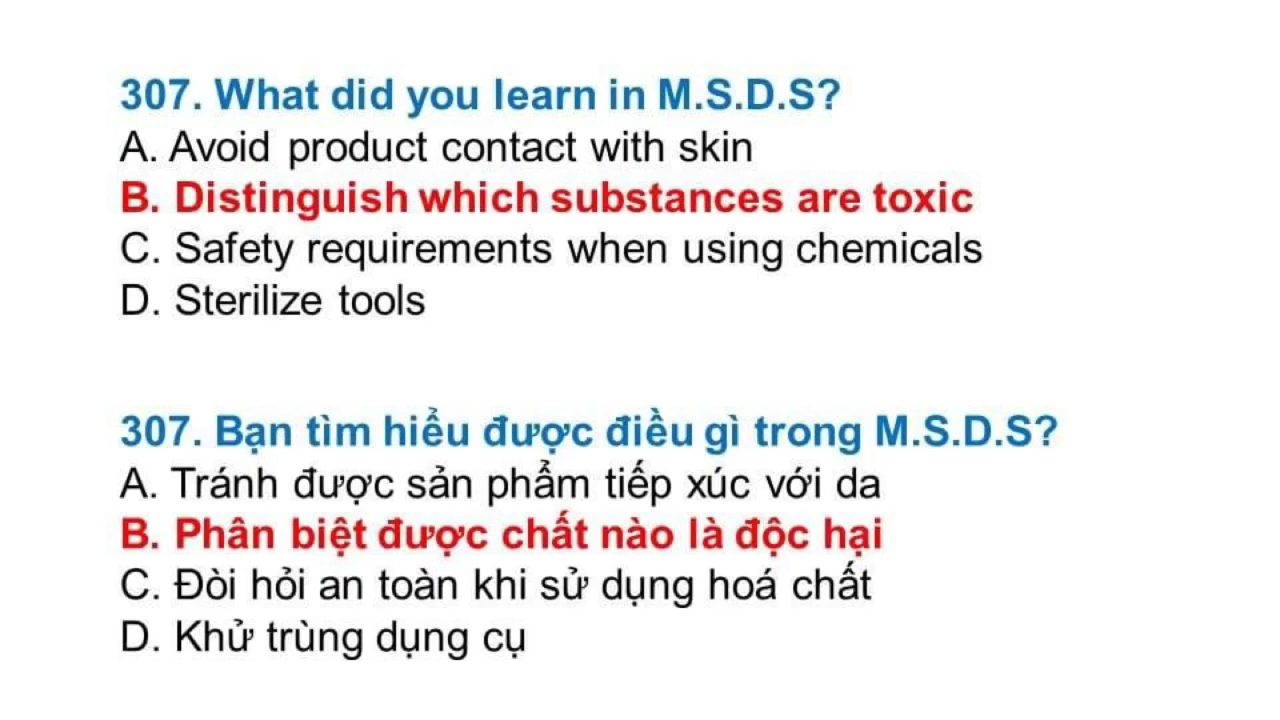 307. What did you learn in M.S.D.S?
A. Avoid product contact with skin
B. Distinguish which substances are toxic
C. Safety requirements when using chemicals
D. Sterilize tools
307. Bạn tìm hiểu được điều gì trong M.S.D.S?
A. Tránh được sản phẩm tiếp xúc với da
B. Phân biệt được chất nào là độc hại
C. Đòi hỏi an toàn khi sử dụng hoá chất
D. Khử trùng dụng cụ